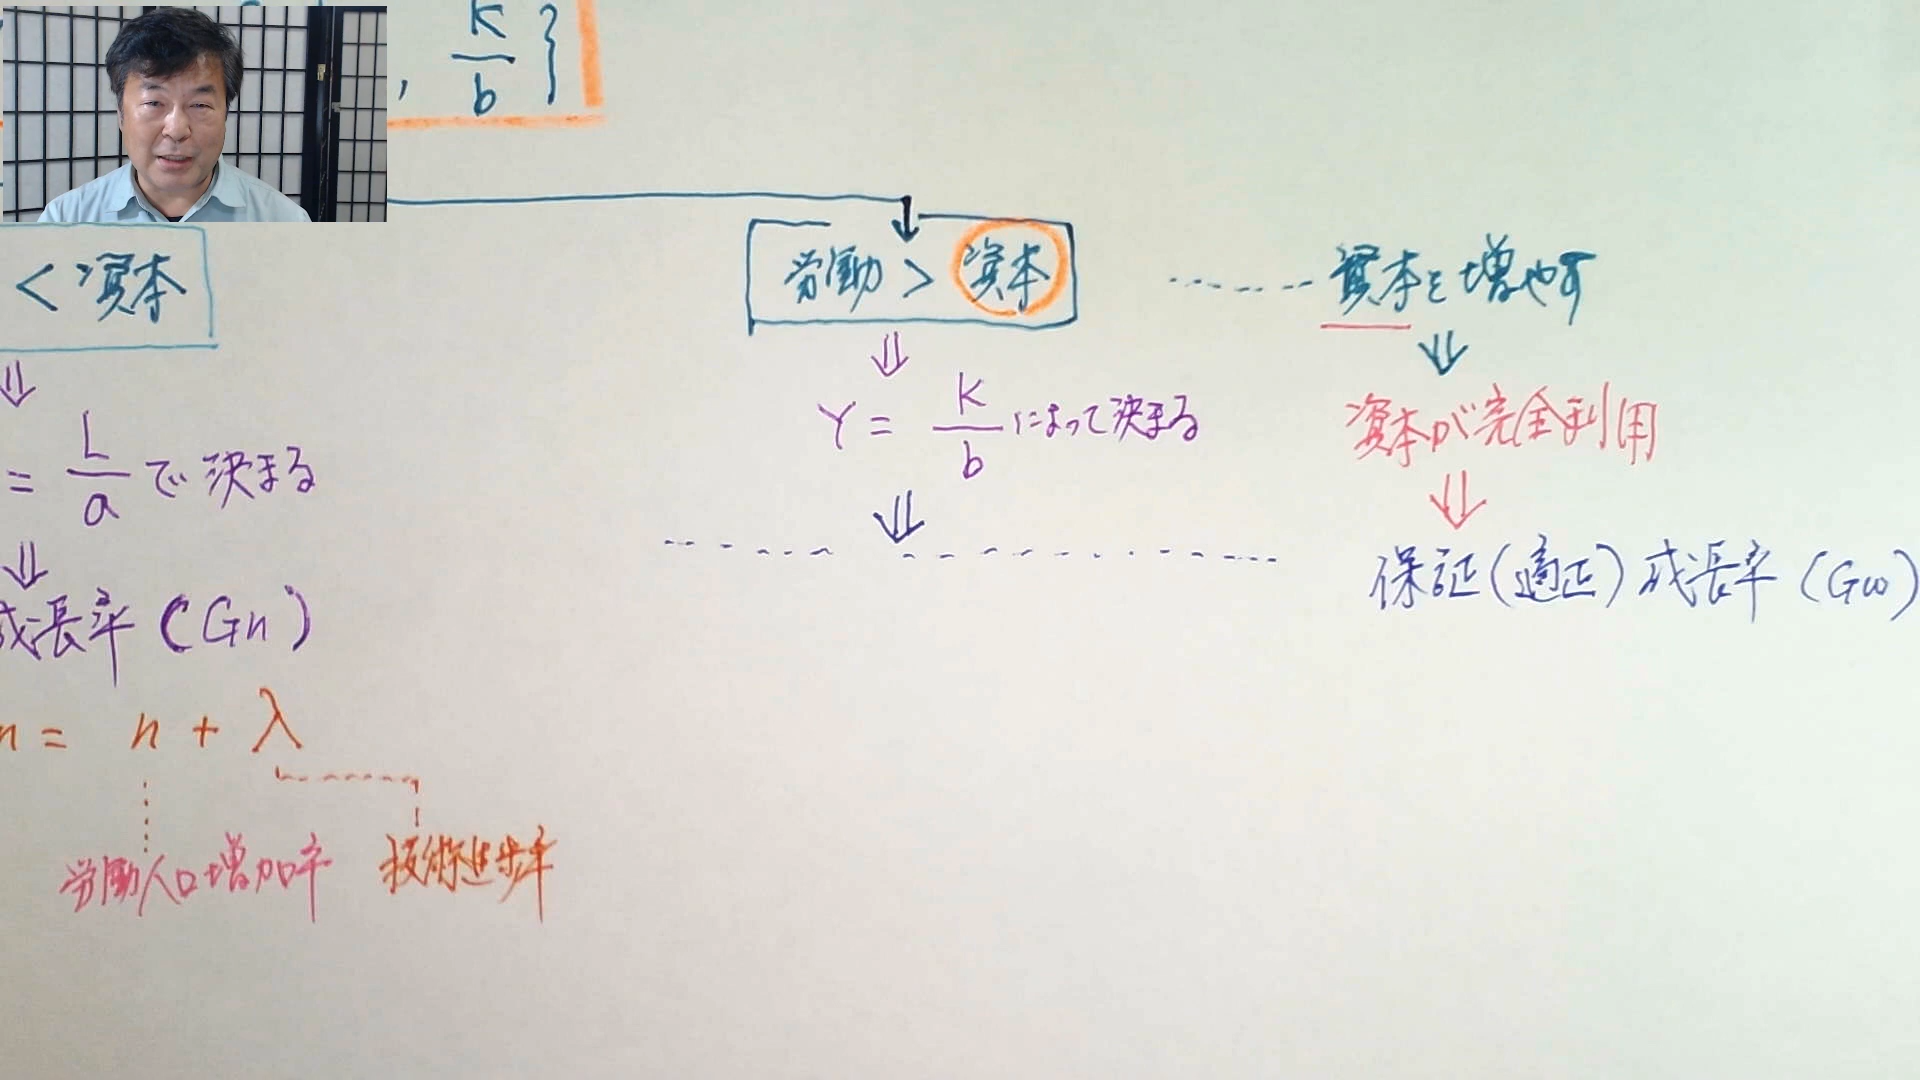 , K/b }
< 資本
⇓
= L/a で決まる
⇓
成長率 (Gn)
n = n + λ
労働人口増加率 技術進歩率
労働 > 資本
⇓
Y = K/b によって決まる
⇓
資本を増やす
⇓
資本が完全利用
⇓
保証(適正)成長率 (Gw)